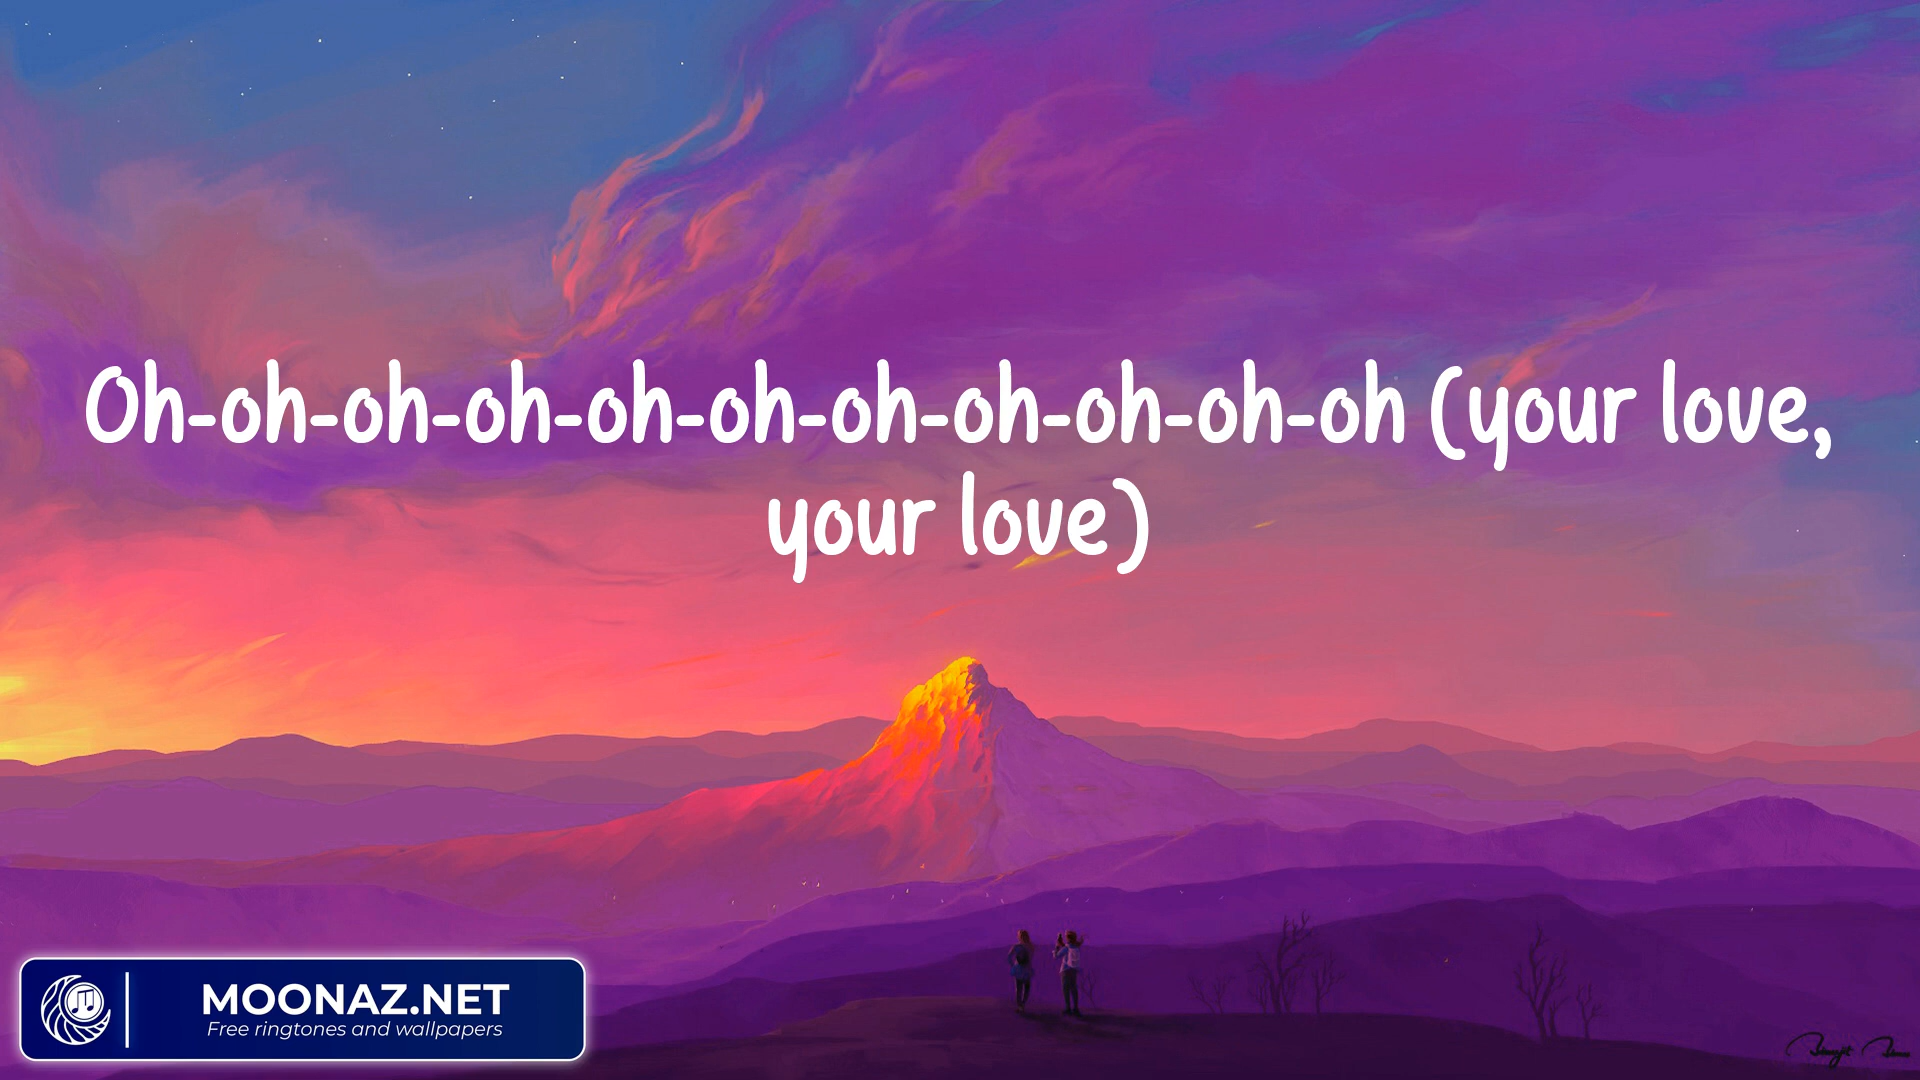 Oh-oh-oh-oh-oh-oh-oh-oh-oh-oh-oh (your love,
your love)
MOONAZ.NET
Free ringtones and wallpapers